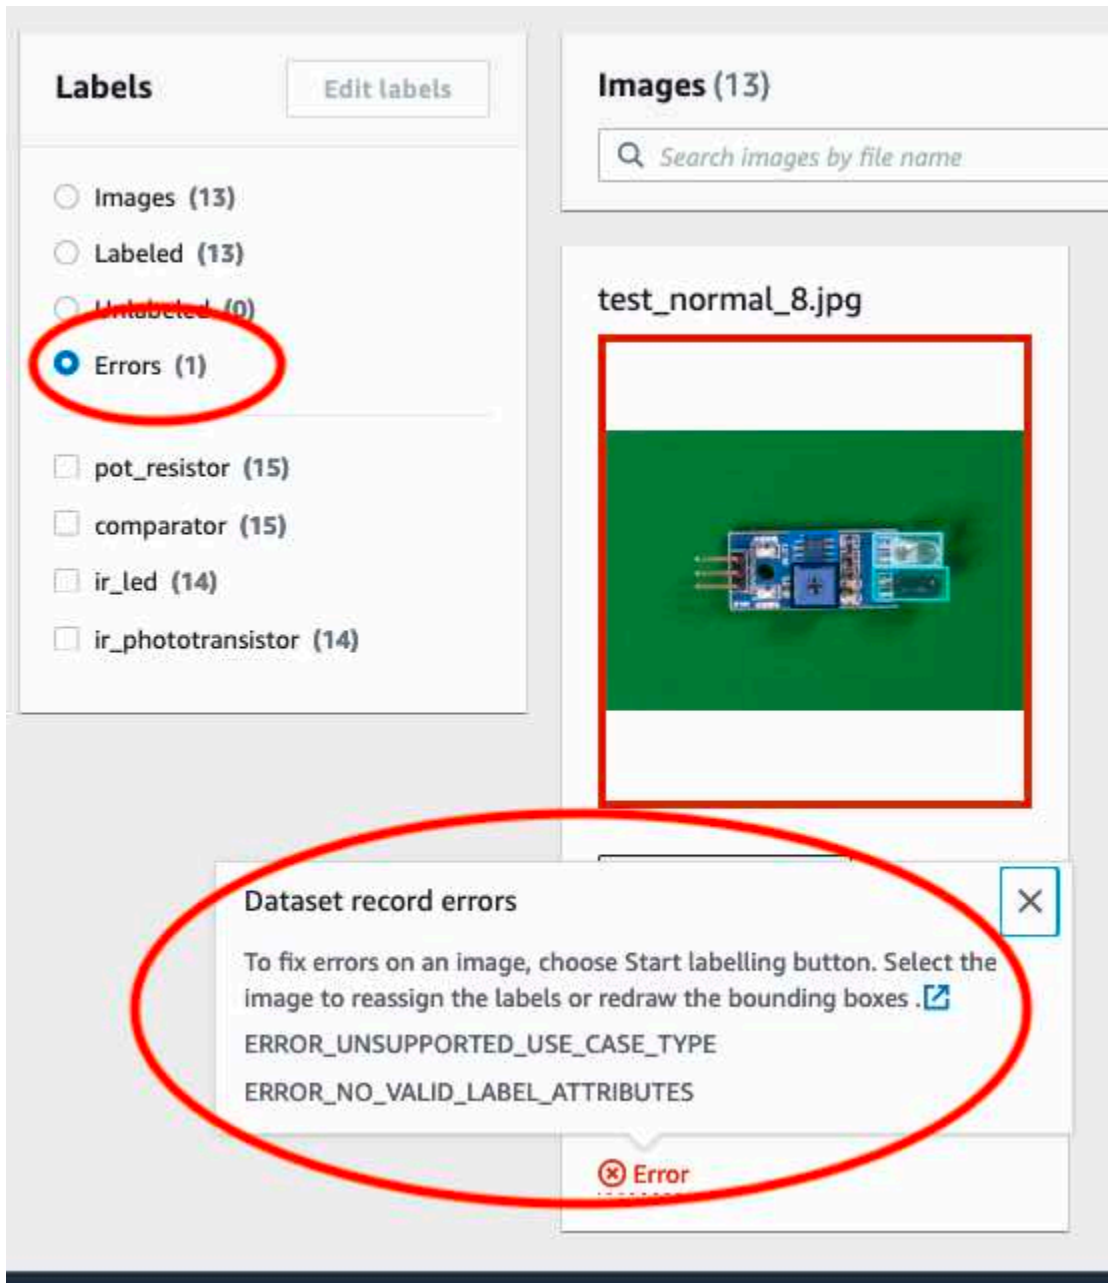 Labels
Edit labels
Images (13)
Labeled (13)
Unlabeled (0)
Errors (1)
pot_resistor (15)
comparator (15)
ir_led (14)
ir_phototransistor (14)
Images (13)
Search images by file name
test_normal_8.jpg
Dataset record errors
To fix errors on an image, choose Start labelling button. Select the
image to reassign the labels or redraw the bounding boxes .
ERROR_UNSUPPORTED_USE_CASE_TYPE
ERROR_NO_VALID_LABEL_ATTRIBUTES
Error